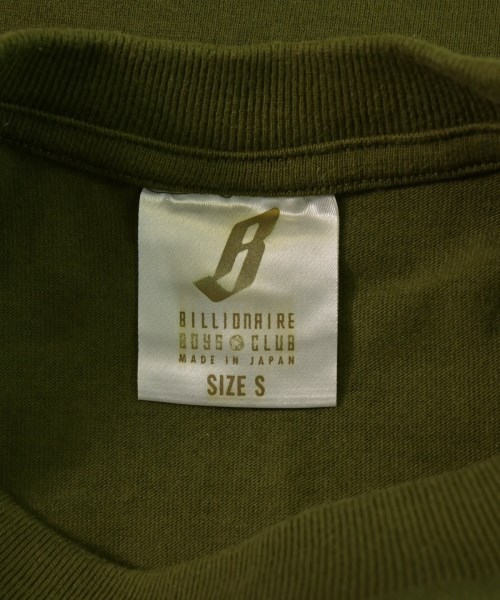 B
BILLIONAIRE
BOYS CLUB
MADE IN JAPAN
SIZE S